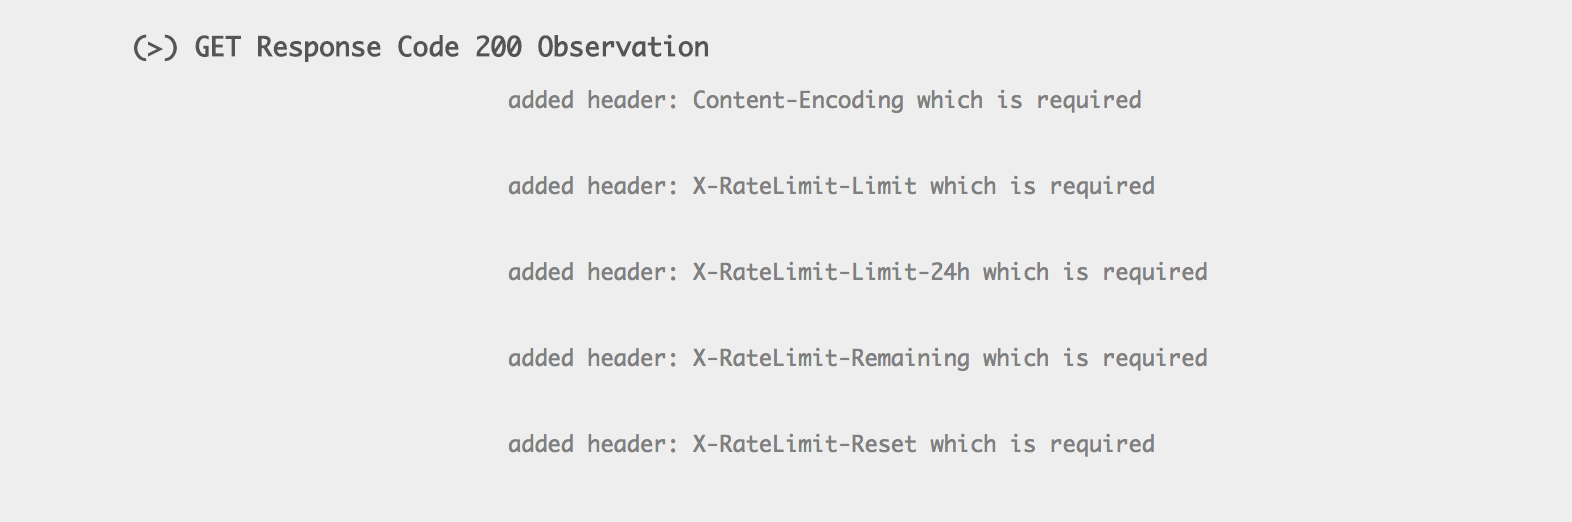 (>) GET Response Code 200 Observation
added header: Content-Encoding which is required
added header: X-RateLimit-Limit which is required
added header: X-RateLimit-Limit-24h which is required
added header: X-RateLimit-Remaining which is required
added header: X-RateLimit-Reset which is required